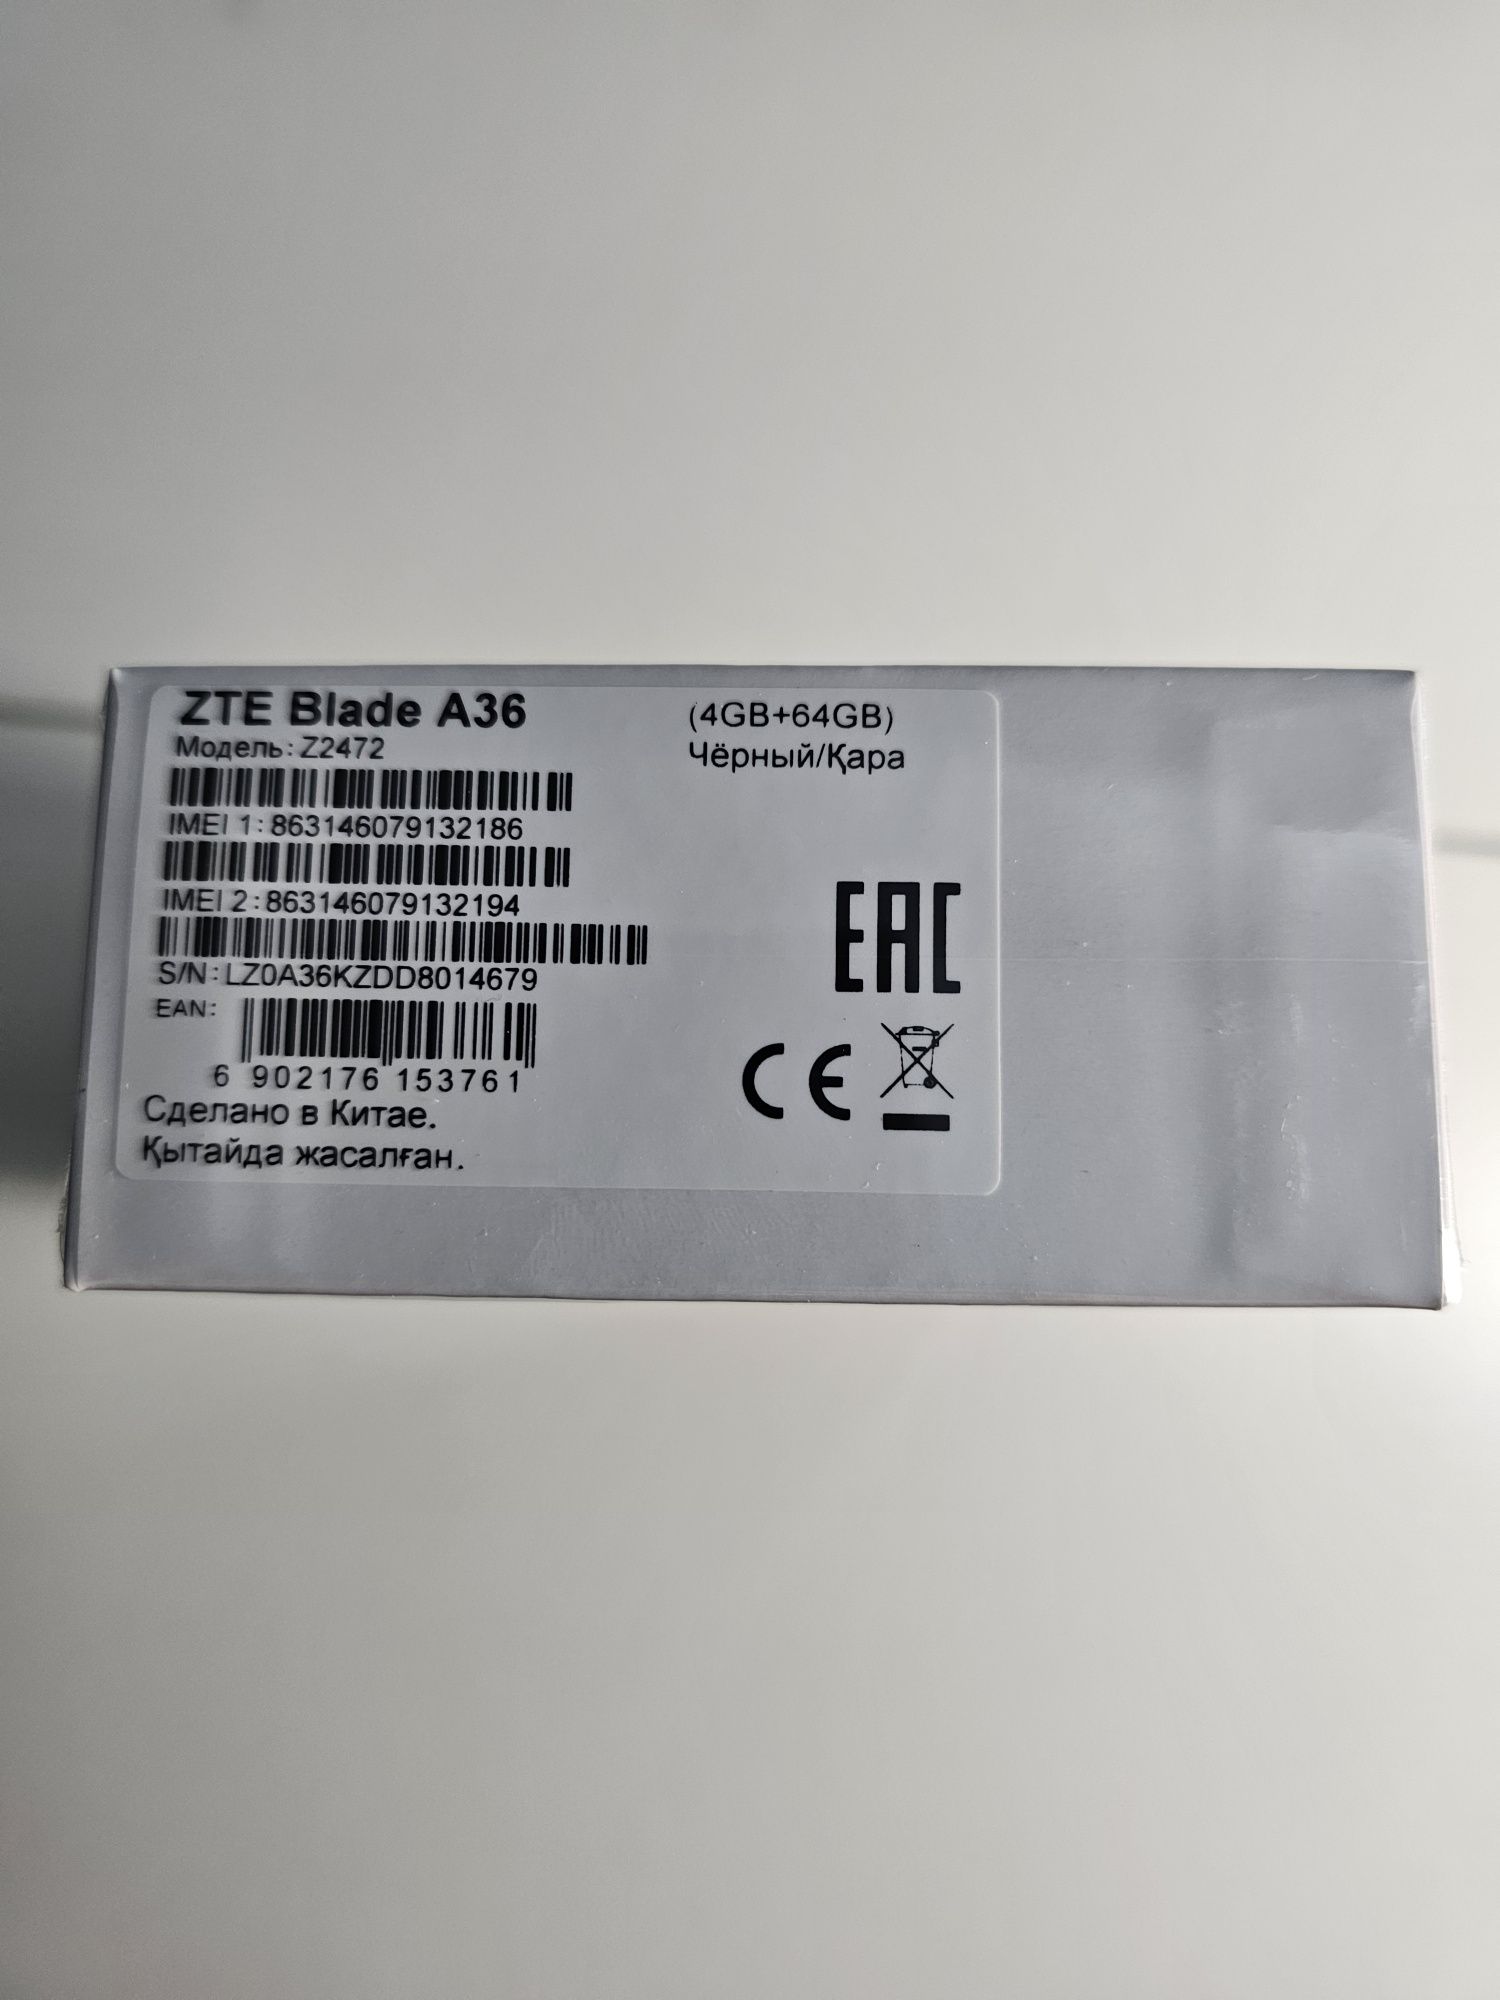 ZTE Blade A36
(4GB+64GB)
Модель: Z2472
Чёрный/Қара
IMEI 1: 863146079132186
IMEI 2: 863146079132194
S/N: LZ0A36KZDD8014679
EAN:
6 902176 153761
Сделано в Китае.
Қытайда жасалған.
EAC
CE